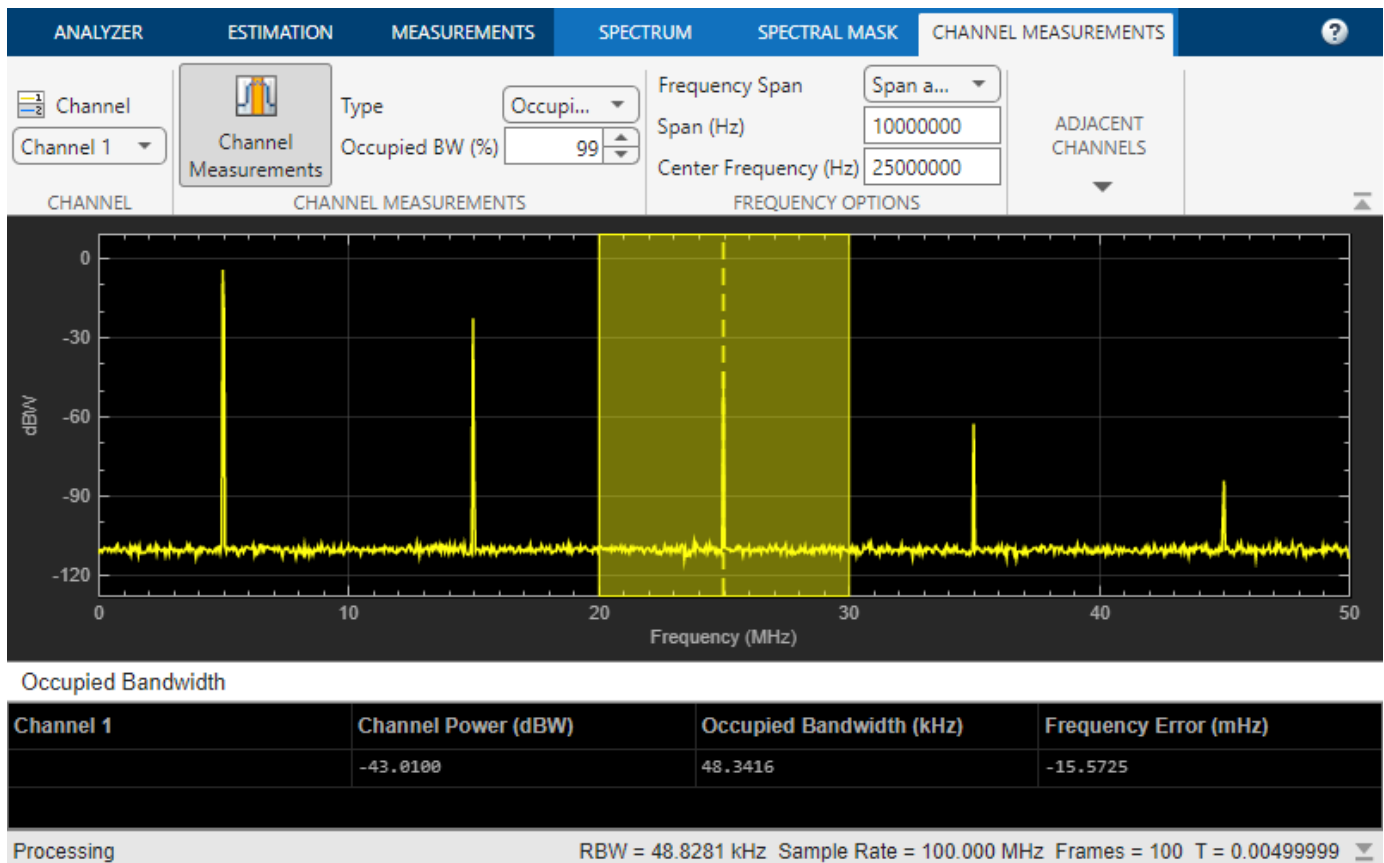 ANALYZER ESTIMATION MEASUREMENTS SPECTRUM SPECTRAL MASK CHANNEL MEASUREMENTS ?
Channel
Channel 1
CHANNEL
Channel
Measurements
Type Occupi...
Occupied BW (%) 99
CHANNEL MEASUREMENTS
Frequency Span Span a...
Span (Hz) 10000000
Center Frequency (Hz) 25000000
FREQUENCY OPTIONS
ADJACENT
CHANNELS
0
-30
-60
-90
-120
dBW
0 10 20 30 40 50
Frequency (MHz)
Occupied Bandwidth
Channel 1 Channel Power (dBW) Occupied Bandwidth (kHz) Frequency Error (mHz)
-43.0100 48.3416 -15.5725
Processing RBW = 48.8281 kHz Sample Rate = 100.000 MHz Frames = 100 T = 0.00499999